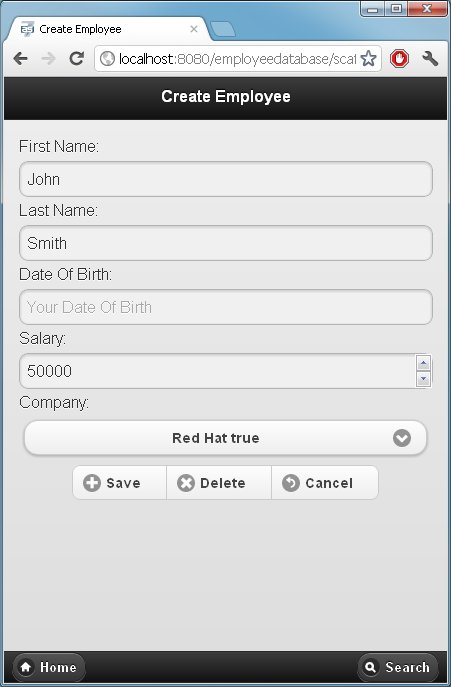 Create Employee
localhost:8080/employeedatabase/scaf
Create Employee
First Name:
John
Last Name:
Smith
Date Of Birth:
Your Date Of Birth
Salary:
50000
Company:
Red Hat true
Save Delete Cancel
Home Search